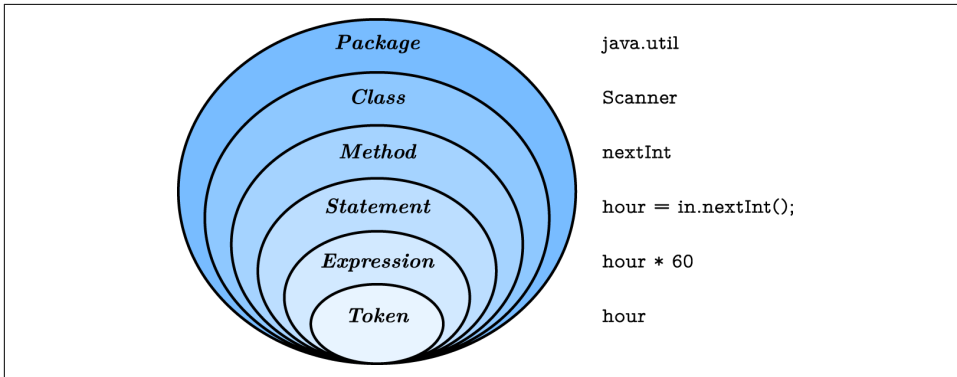 Package java.util
Class Scanner
Method nextInt
Statement hour = in.nextInt();
Expression hour * 60
Token hour